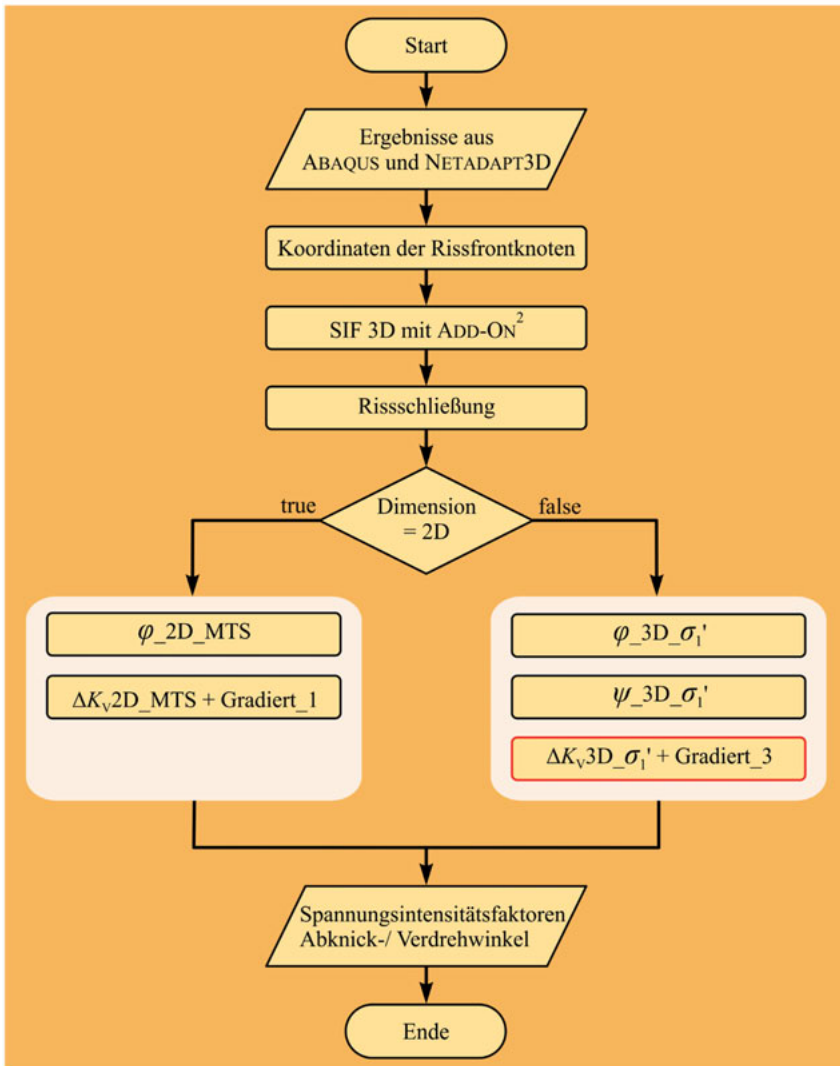 Start
Ergebnisse aus
ABAQUS und NETADAPT3D
Koordinaten der Rissfrontknoten
SIF 3D mit ADD-ON²
Rissschließung
Dimension
= 2D
true
false
φ_2D_MTS
ΔKᵥ2D_MTS + Gradiert_1
φ_3D_σ₁'
ψ_3D_σ₁'
ΔKᵥ3D_σ₁' + Gradiert_3
Spannungsintensitätsfaktoren
Abknick-/ Verdrehwinkel
Ende